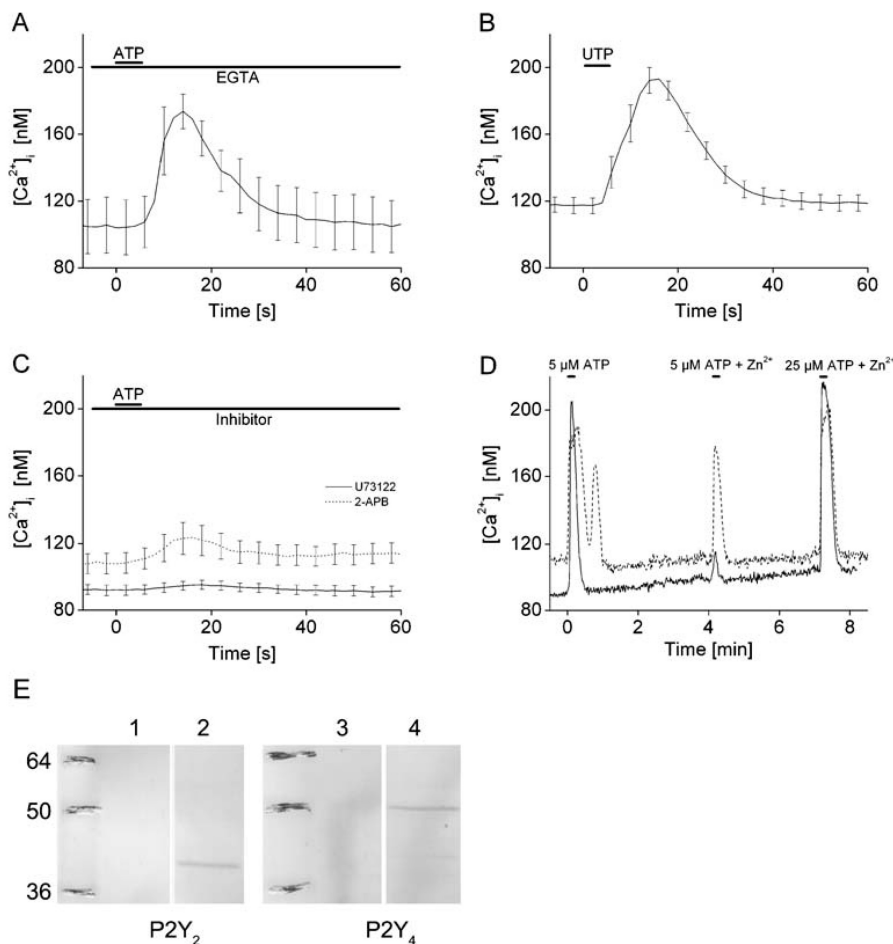 A
ATP
EGTA
200
160
120
80
[Ca²⁺]ᵢ [nM]
0 20 40 60
Time [s]
B
UTP
200
160
120
80
[Ca²⁺]ᵢ [nM]
0 20 40 60
Time [s]
C
ATP
Inhibitor
U73122
2-APB
200
160
120
80
[Ca²⁺]ᵢ [nM]
0 20 40 60
Time [s]
D
5 µM ATP 5 µM ATP + Zn²⁺ 25 µM ATP + Zn²⁺
200
160
120
80
[Ca²⁺]ᵢ [nM]
0 2 4 6 8
Time [min]
E
1 2 3 4
64
50
36
P2Y₂ P2Y₄